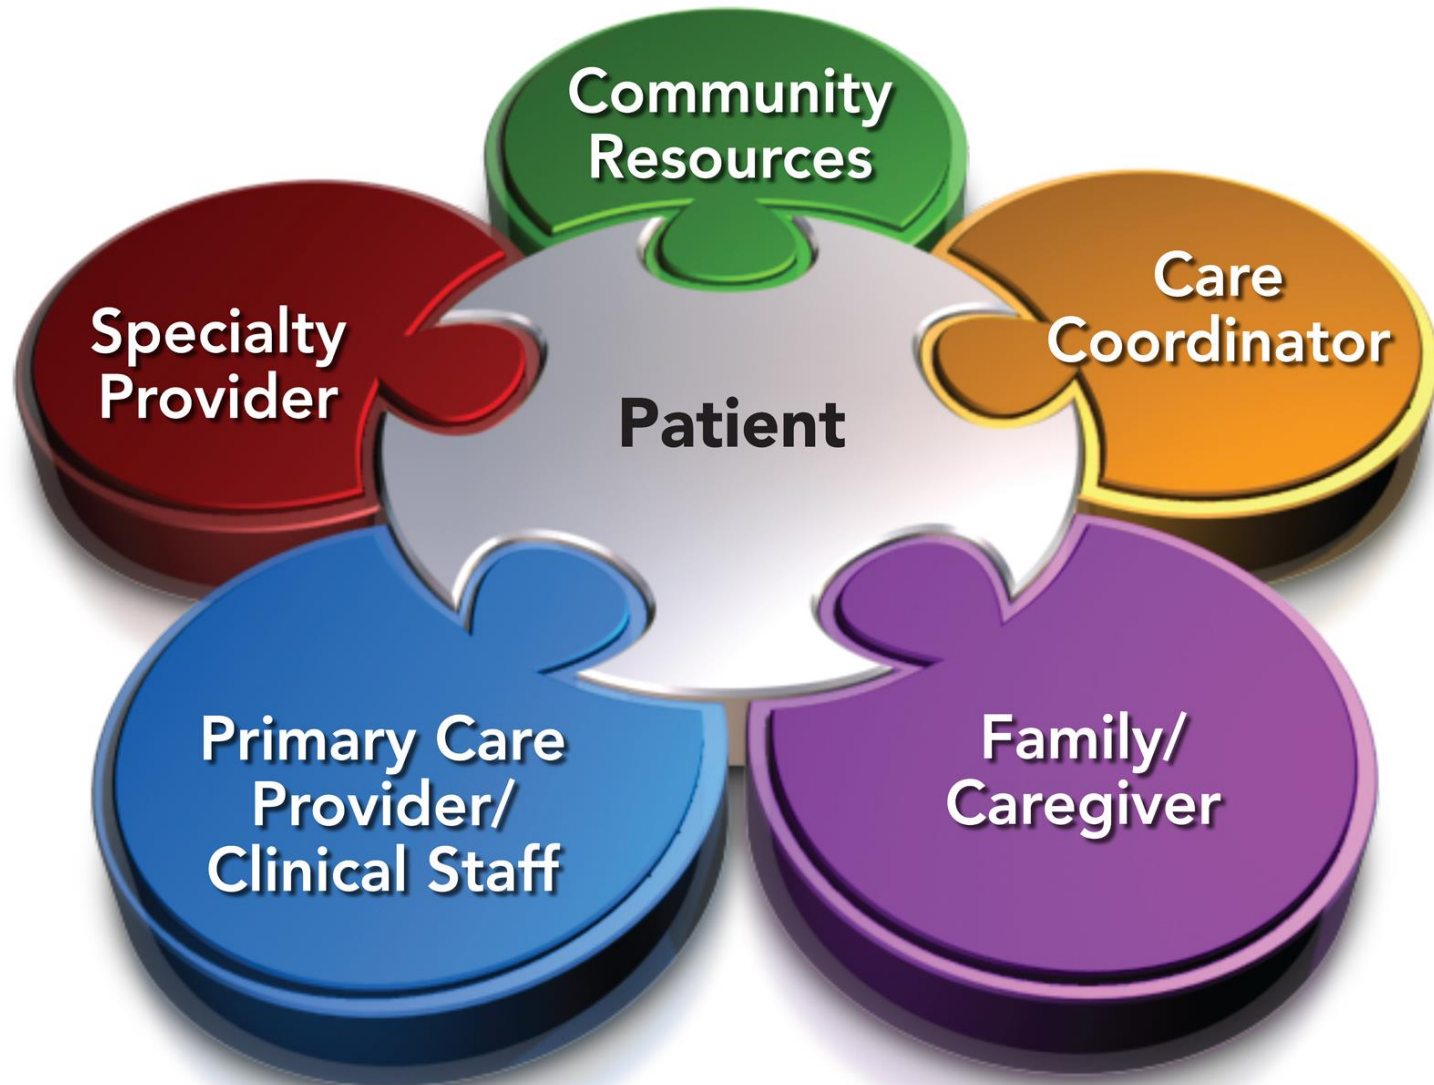 Community
Resources
Specialty
Provider
Care
Coordinator
Patient
Primary Care
Provider/
Clinical Staff
Family/
Caregiver